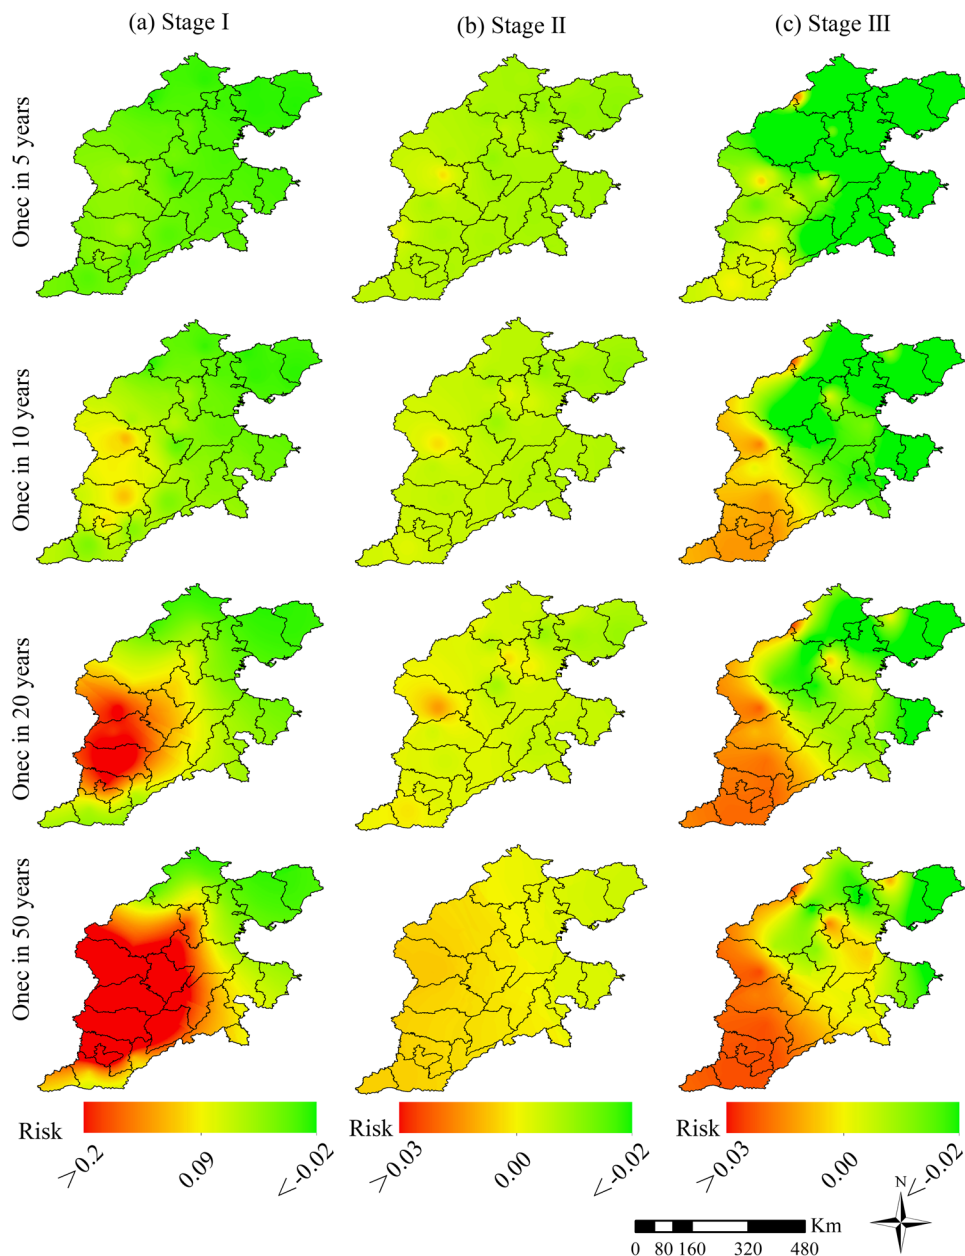 (a) Stage I
(b) Stage II
(c) Stage III
Onec in 5 years
Onec in 10 years
Onec in 20 years
Onec in 50 years
Risk
>0.2
0.09
<-0.02
Risk
>0.03
0.00
<-0.02
Risk
>0.03
0.00
<-0.02
N
Km
0 80 160 320 480